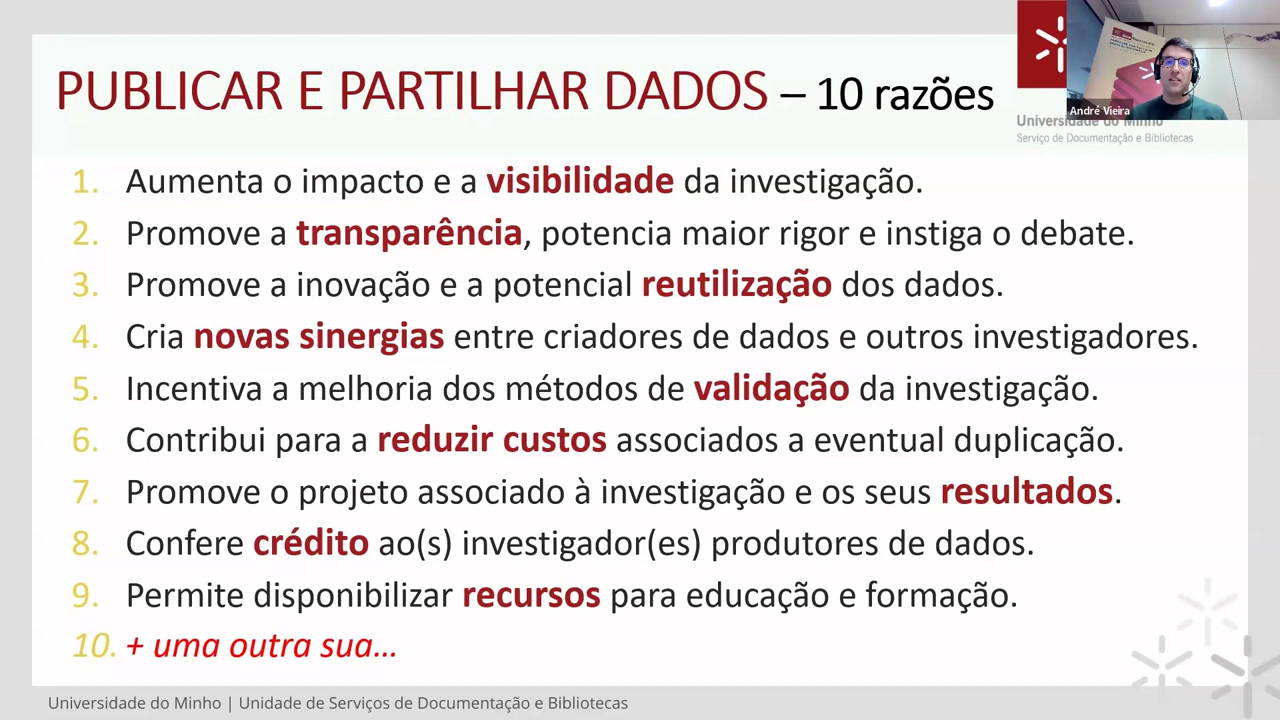 PUBLICAR E PARTILHAR DADOS – 10 razões
André Vieira
Universidade do Minho
Serviço de Documentação e Bibliotecas
1. Aumenta o impacto e a visibilidade da investigação.
2. Promove a transparência, potencia maior rigor e instiga o debate.
3. Promove a inovação e a potencial reutilização dos dados.
4. Cria novas sinergias entre criadores de dados e outros investigadores.
5. Incentiva a melhoria dos métodos de validação da investigação.
6. Contribui para a reduzir custos associados a eventual duplicação.
7. Promove o projeto associado à investigação e os seus resultados.
8. Confere crédito ao(s) investigador(es) produtores de dados.
9. Permite disponibilizar recursos para educação e formação.
10. + uma outra sua...
Universidade do Minho | Unidade de Serviços de Documentação e Bibliotecas